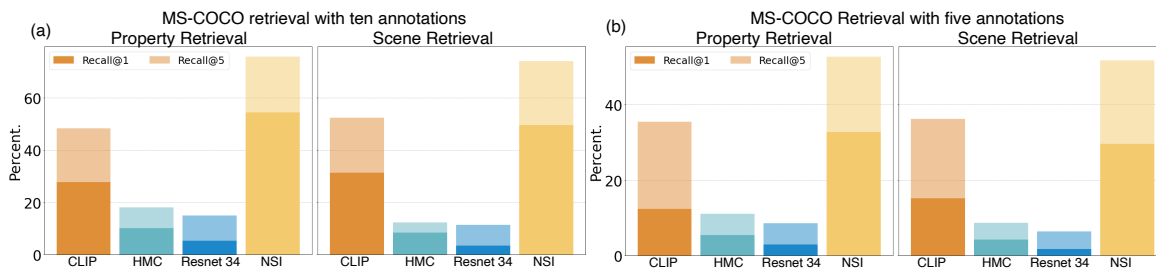 (a)
MS-COCO retrieval with ten annotations
Property Retrieval
Scene Retrieval
Recall@1
Recall@5
Percent.
60
40
20
0
CLIP
HMC
Resnet 34
NSI
CLIP
HMC
Resnet 34
NSI
(b)
MS-COCO Retrieval with five annotations
Property Retrieval
Scene Retrieval
Recall@1
Recall@5
Percent.
40
20
0
CLIP
HMC
Resnet 34
NSI
CLIP
HMC
Resnet 34
NSI